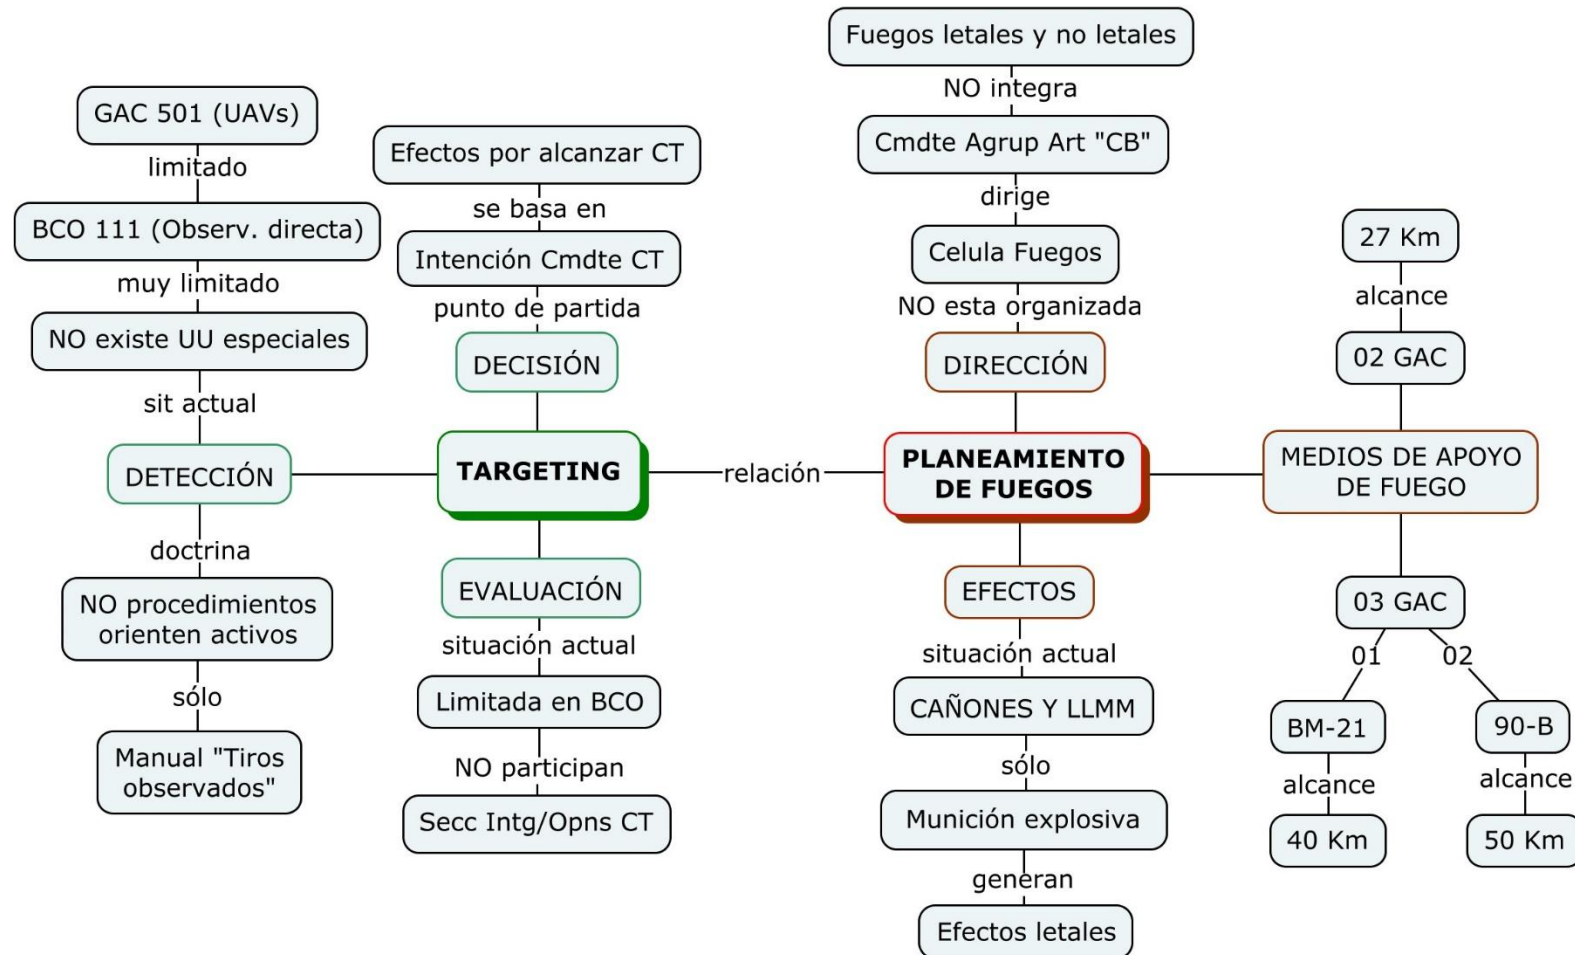 GAC 501 (UAVs)
limitado
BCO 111 (Observ. directa)
muy limitado
NO existe UU especiales
sit actual
DETECCIÓN
doctrina
NO procedimientos
orienten activos
sólo
Manual "Tiros
observados"
Efectos por alcanzar CT
se basa en
Intención Cmdte CT
punto de partida
DECISIÓN
TARGETING
EVALUACIÓN
situación actual
Limitada en BCO
NO participan
Secc Intg/Opns CT
relación
Fuegos letales y no letales
NO integra
Cmdte Agrup Art "CB"
dirige
Celula Fuegos
NO esta organizada
DIRECCIÓN
PLANEAMIENTO
DE FUEGOS
EFECTOS
situación actual
CAÑONES Y LLMM
sólo
Munición explosiva
generan
Efectos letales
27 Km
alcance
02 GAC
MEDIOS DE APOYO
DE FUEGO
03 GAC
01
02
BM-21
90-B
alcance
alcance
40 Km
50 Km